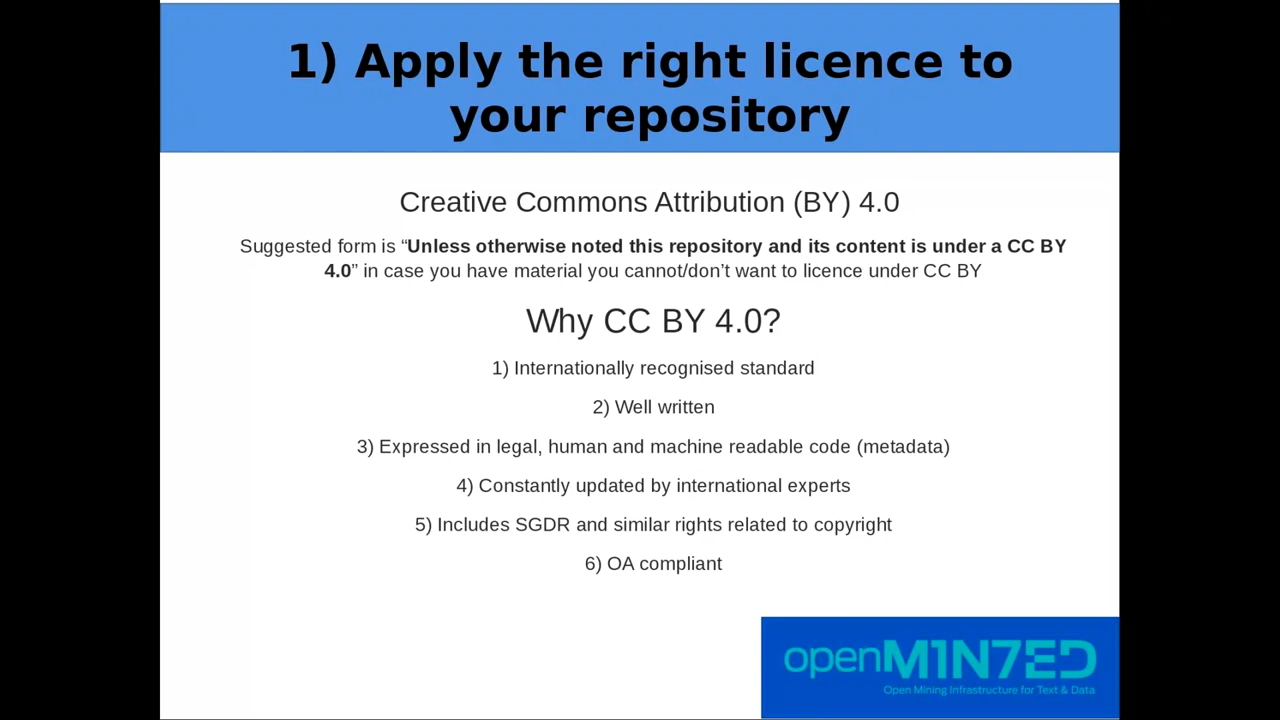 1) Apply the right licence to
your repository
Creative Commons Attribution (BY) 4.0
Suggested form is “Unless otherwise noted this repository and its content is under a CC BY
4.0” in case you have material you cannot/don’t want to licence under CC BY
Why CC BY 4.0?
1) Internationally recognised standard
2) Well written
3) Expressed in legal, human and machine readable code (metadata)
4) Constantly updated by international experts
5) Includes SGDR and similar rights related to copyright
6) OA compliant
openM1N7ED
Open Mining Infrastructure for Text & Data